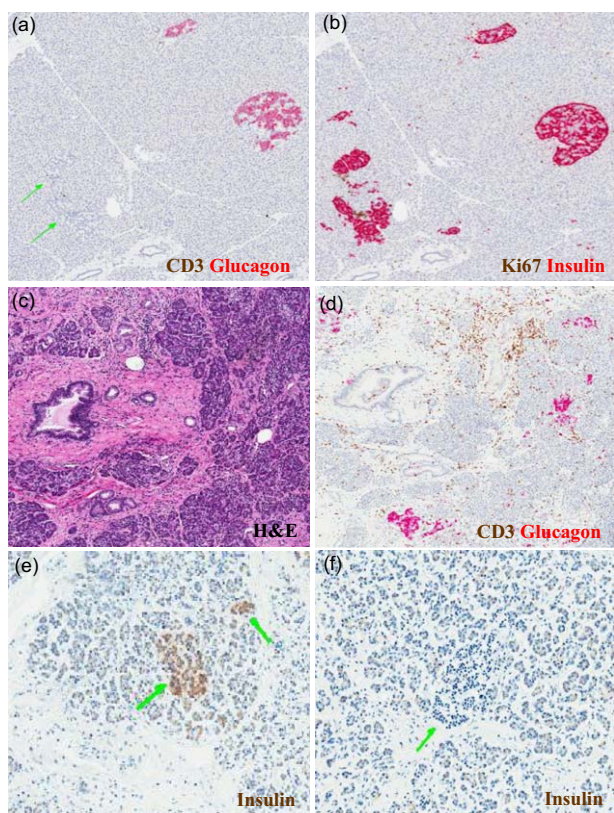 (a)
CD3 Glucagon
(b)
Ki67 Insulin
(c)
H&E
(d)
CD3 Glucagon
(e)
Insulin
(f)
Insulin